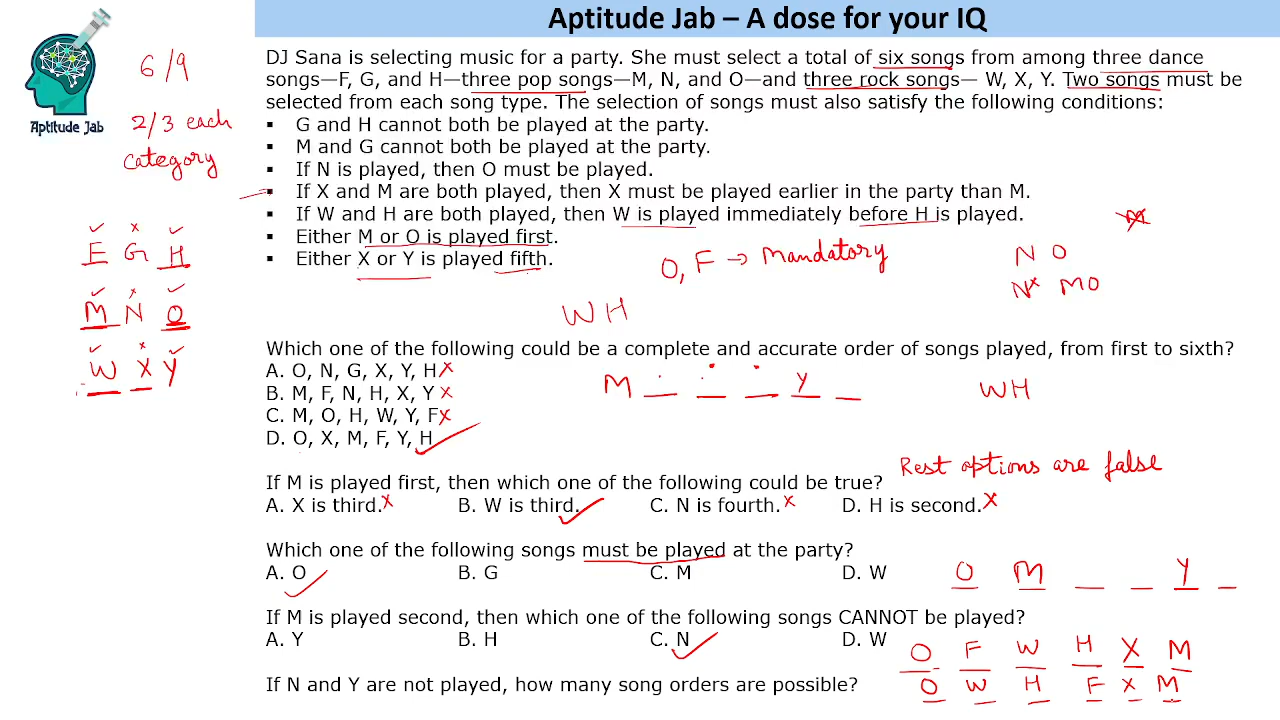 Aptitude Jab – A dose for your IQ
Aptitude Jab
6/9
2/3 each
category
DJ Sana is selecting music for a party. She must select a total of six songs from among three dance
songs—F, G, and H—three pop songs—M, N, and O—and three rock songs— W, X, Y. Two songs must be
selected from each song type. The selection of songs must also satisfy the following conditions:
▪ G and H cannot both be played at the party.
▪ M and G cannot both be played at the party.
▪ If N is played, then O must be played.
▪ If X and M are both played, then X must be played earlier in the party than M.
▪ If W and H are both played, then W is played immediately before H is played.
▪ Either M or O is played first.
▪ Either X or Y is played fifth.
F G H
M N O
W X Y
O, F → Mandatory
M
N O
N MO
WH
Which one of the following could be a complete and accurate order of songs played, from first to sixth?
A. O, N, G, X, Y, H x
B. M, F, N, H, X, Y x
C. M, O, H, W, Y, F x
D. O, X, M, F, Y, H ✓
M _ _ _ Y _
WH
Rest options are false
If M is played first, then which one of the following could be true?
A. X is third. x B. W is third. ✓ C. N is fourth. x D. H is second. x
Which one of the following songs must be played at the party?
A. O ✓ B. G C. M D. W
O M _ _ Y _
If M is played second, then which one of the following songs CANNOT be played?
A. Y B. H C. N ✓ D. W
O F W H X M
If N and Y are not played, how many song orders are possible?
O W H F X M